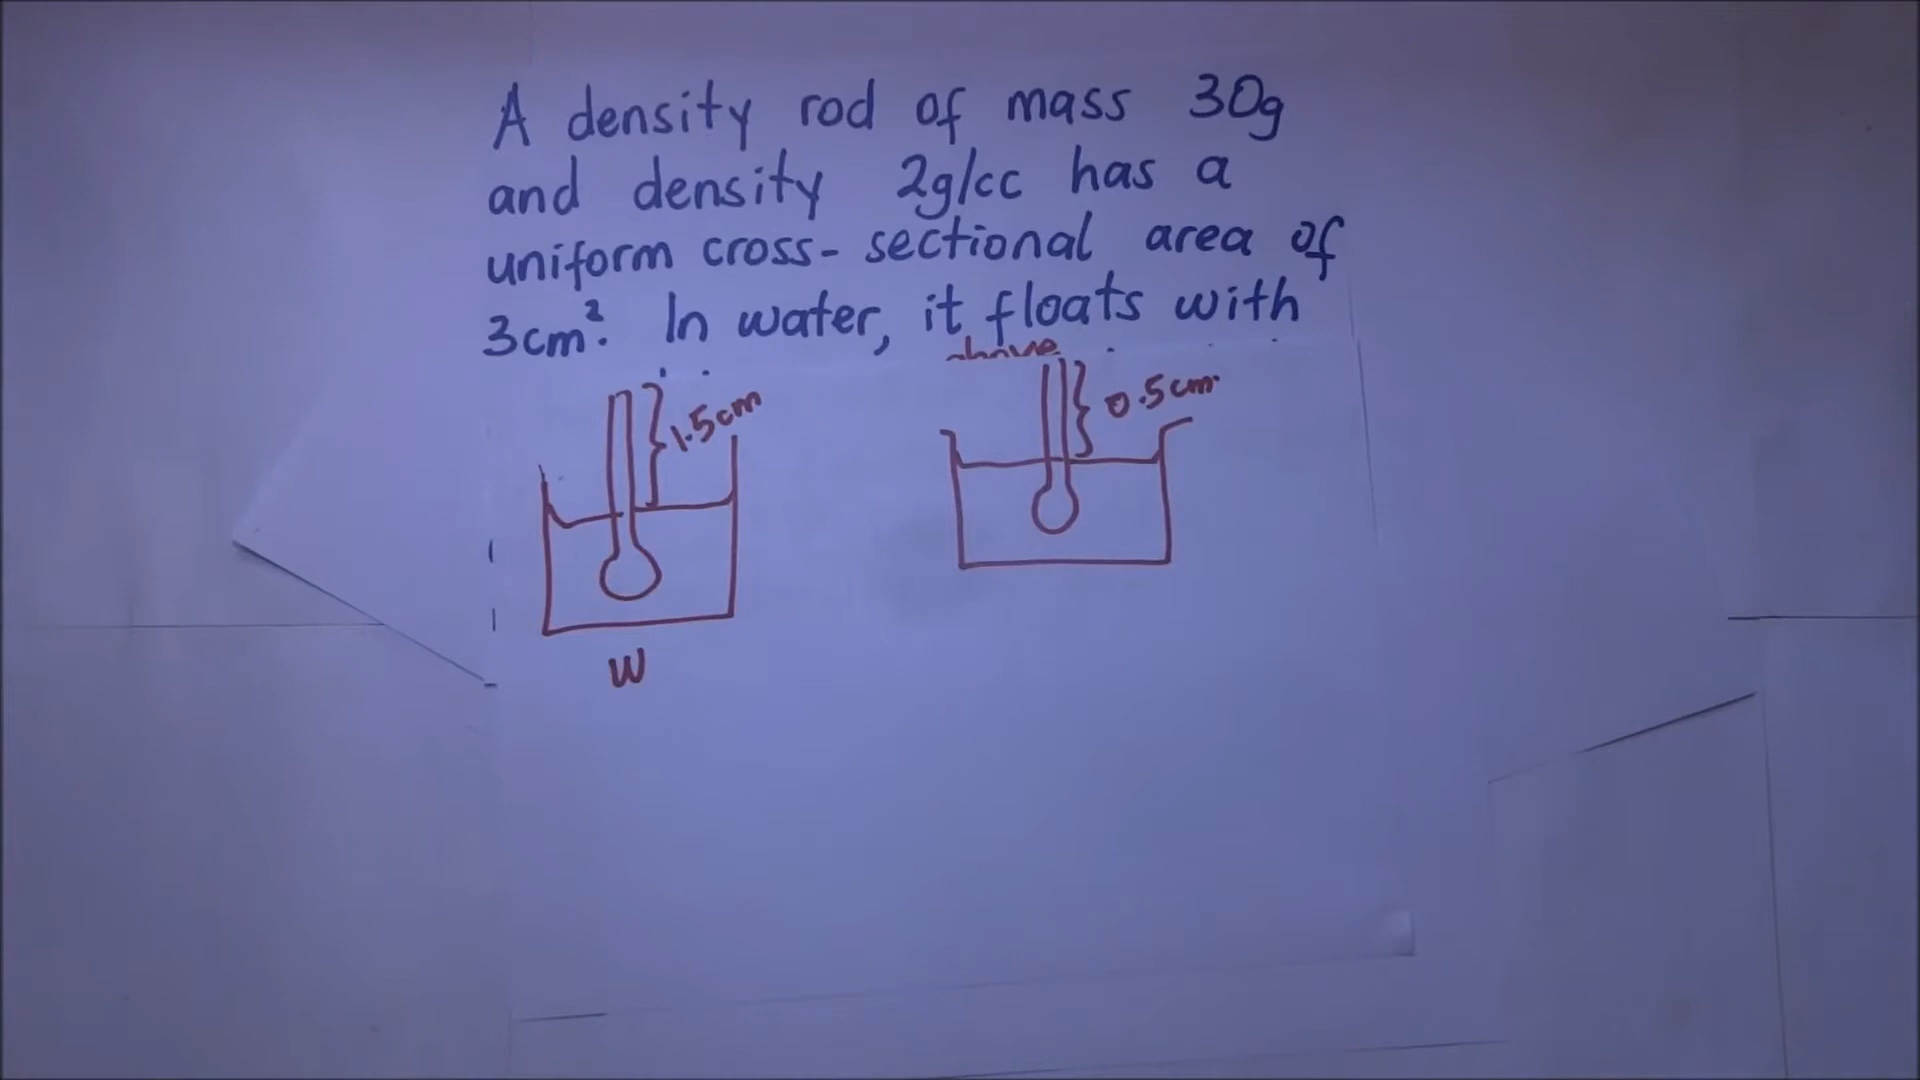 A density rod of mass 30g
and density 2g/cc has a
uniform cross-sectional area of
3cm². In water, it floats with
above
1.5cm
0.5cm.
W